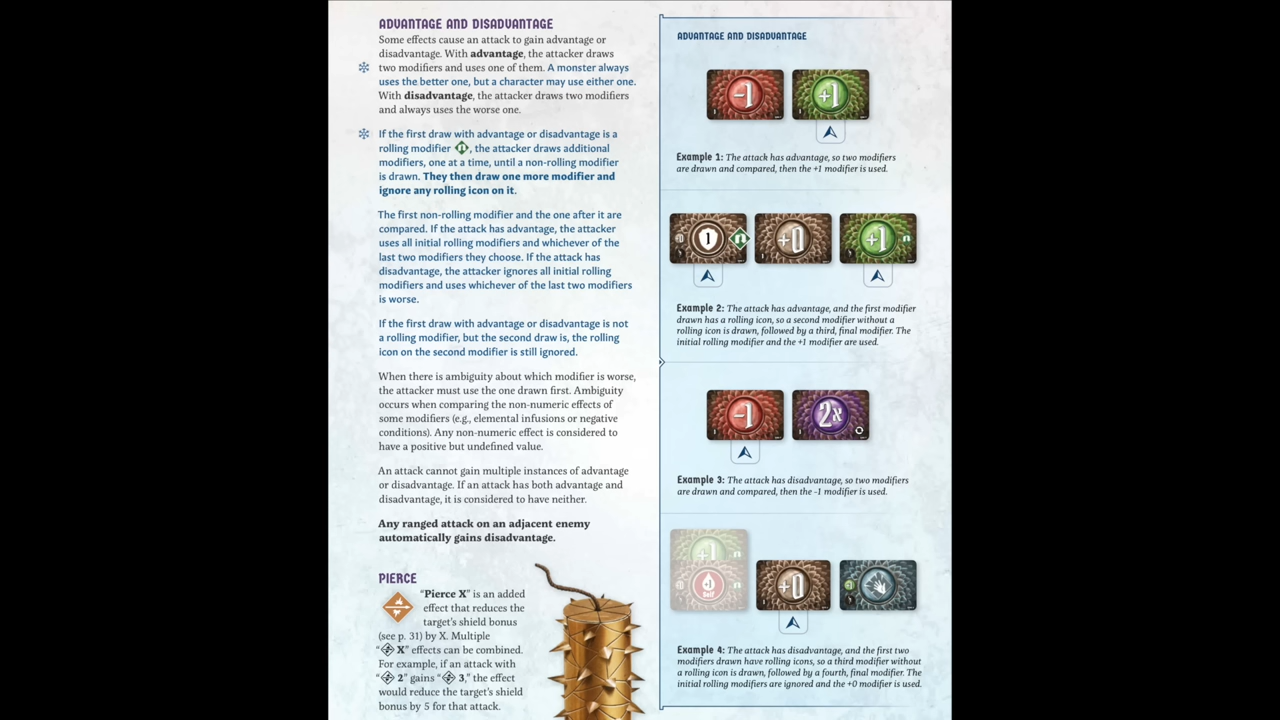 ADVANTAGE AND DISADVANTAGE
Some effects cause an attack to gain advantage or
disadvantage. With advantage, the attacker draws
two modifiers and uses one of them. A monster always
uses the better one, but a character may use either one.
With disadvantage, the attacker draws two modifiers
and always uses the worse one.
If the first draw with advantage or disadvantage is a
rolling modifier , the attacker draws additional
modifiers, one at a time, until a non-rolling modifier
is drawn. They then draw one more modifier and
ignore any rolling icon on it.
The first non-rolling modifier and the one after it are
compared. If the attack has advantage, the attacker
uses all initial rolling modifiers and whichever of the
last two modifiers they choose. If the attack has
disadvantage, the attacker ignores all initial rolling
modifiers and uses whichever of the last two modifiers
is worse.
If the first draw with advantage or disadvantage is not
a rolling modifier, but the second draw is, the rolling
icon on the second modifier is still ignored.
When there is ambiguity about which modifier is worse,
the attacker must use the one drawn first. Ambiguity
occurs when comparing the non-numeric effects of
some modifiers (e.g., elemental infusions or negative
conditions). Any non-numeric effect is considered to
have a positive but undefined value.
An attack cannot gain multiple instances of advantage
or disadvantage. If an attack has both advantage and
disadvantage, it is considered to have neither.
Any ranged attack on an adjacent enemy
automatically gains disadvantage.
PIERCE
“Pierce X” is an added
effect that reduces the
target’s shield bonus
(see p. 31) by X. Multiple
“ X” effects can be combined.
For example, if an attack with
“ 2” gains “ 3,” the effect
would reduce the target’s shield
bonus by 5 for that attack.
ADVANTAGE AND DISADVANTAGE
-1 +1
Example 1: The attack has advantage, so two modifiers
are drawn and compared, then the +1 modifier is used.
+0 1 +0 +1
Example 2: The attack has advantage, and the first modifier
drawn has a rolling icon, so a second modifier without a
rolling icon is drawn, followed by a third, final modifier. The
initial rolling modifier and the +1 modifier are used.
-1 2x
Example 3: The attack has disadvantage, so two modifiers
are drawn and compared, then the -1 modifier is used.
+1
+1 +0
Self
Example 4: The attack has disadvantage, and the first two
modifiers drawn have rolling icons, so a third modifier without
a rolling icon is drawn, followed by a fourth, final modifier. The
initial rolling modifiers are ignored and the +0 modifier is used.